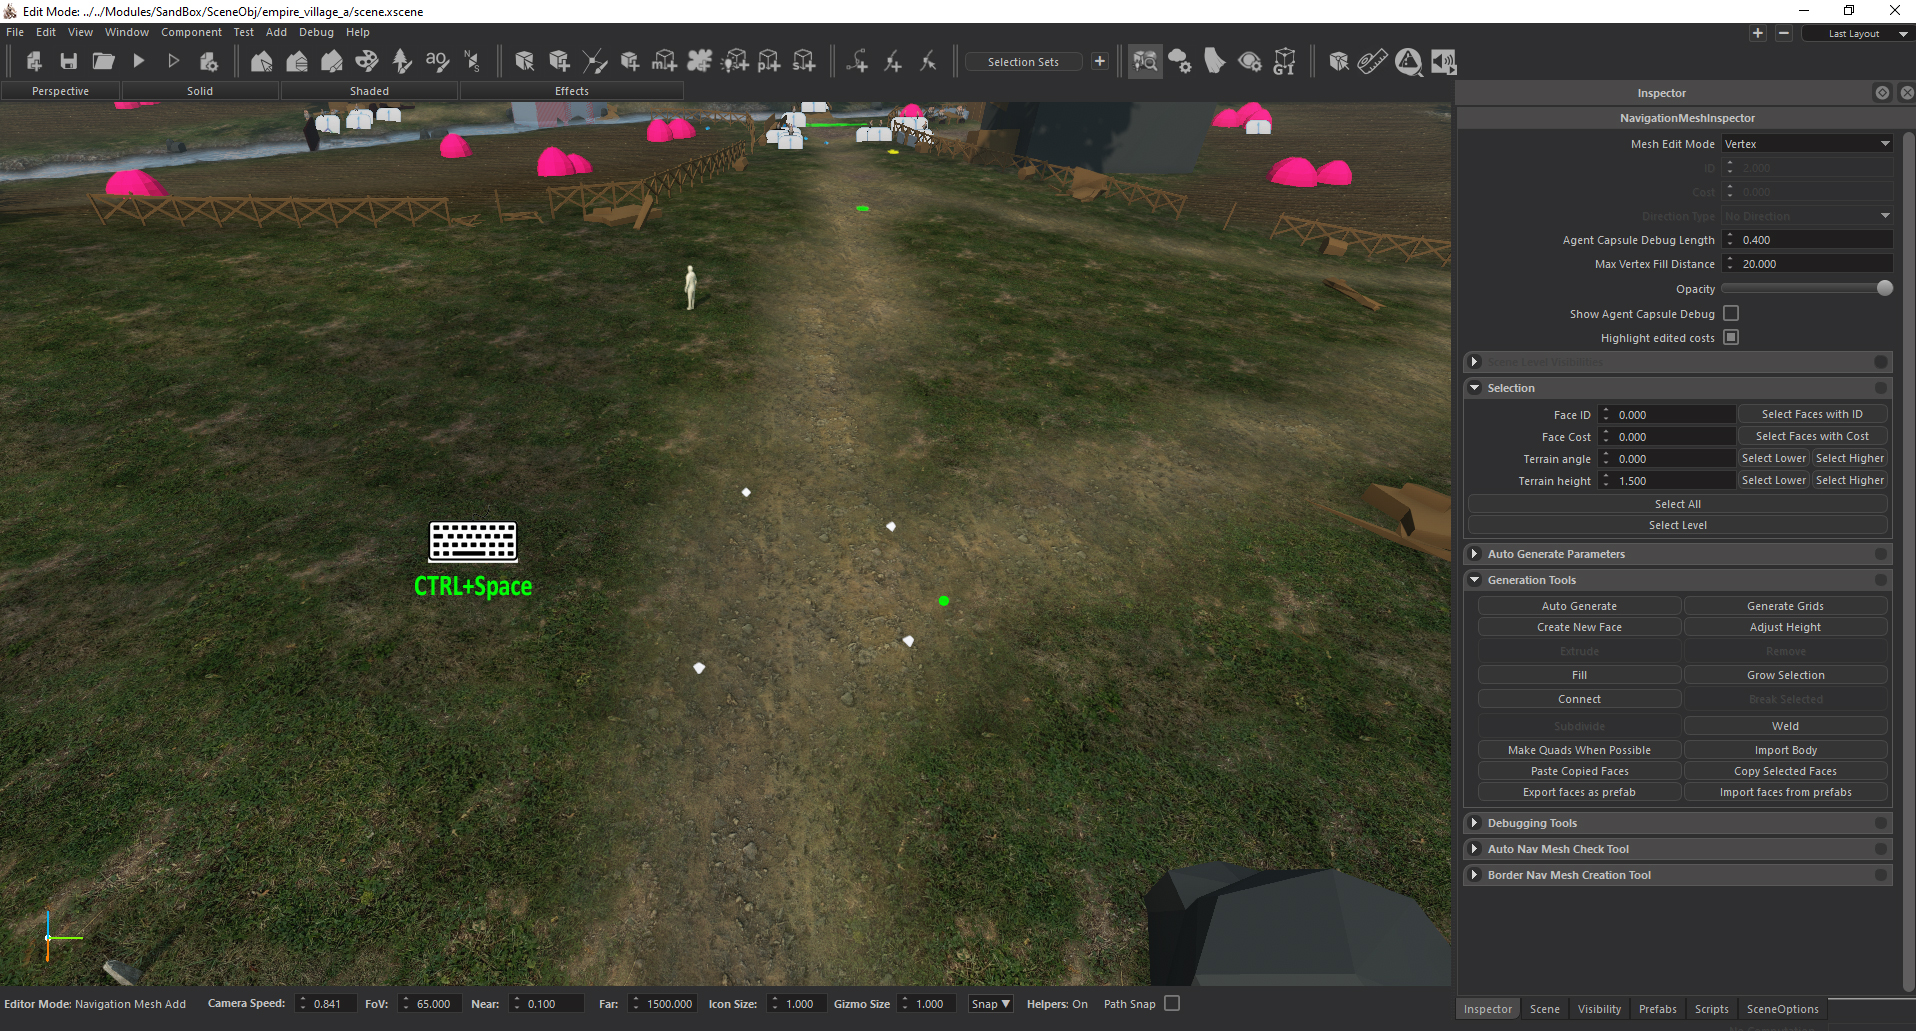 Edit Mode: ../../Modules/SandBox/SceneObj/empire_village_a/scene.xscene
File Edit View Window Component Test Add Debug Help
Last Layout
Selection Sets
Perspective Solid Shaded Effects
Inspector
NavigationMeshInspector
Mesh Edit Mode Vertex
ID 2.000
Cost 0.000
Direction Type No Direction
Agent Capsule Debug Length 0.400
Max Vertex Fill Distance 20.000
Opacity
Show Agent Capsule Debug
Highlight edited costs
Scene Level Visibilities
Selection
Face ID 0.000 Select Faces with ID
Face Cost 0.000 Select Faces with Cost
Terrain angle 0.000 Select Lower Select Higher
Terrain height 1.500 Select Lower Select Higher
Select All
Select Level
Auto Generate Parameters
Generation Tools
Auto Generate Generate Grids
Create New Face Adjust Height
Extrude Remove
Fill Grow Selection
Connect Break Selected
Subdivide Weld
Make Quads When Possible Import Body
Paste Copied Faces Copy Selected Faces
Export faces as prefab Import faces from prefabs
Debugging Tools
Auto Nav Mesh Check Tool
Border Nav Mesh Creation Tool
CTRL+Space
Editor Mode: Navigation Mesh Add Camera Speed: 0.841 FoV: 65.000 Near: 0.100 Far: 1500.000 Icon Size: 1.000 Gizmo Size 1.000 Snap Helpers: On Path Snap
Inspector Scene Visibility Prefabs Scripts SceneOptions